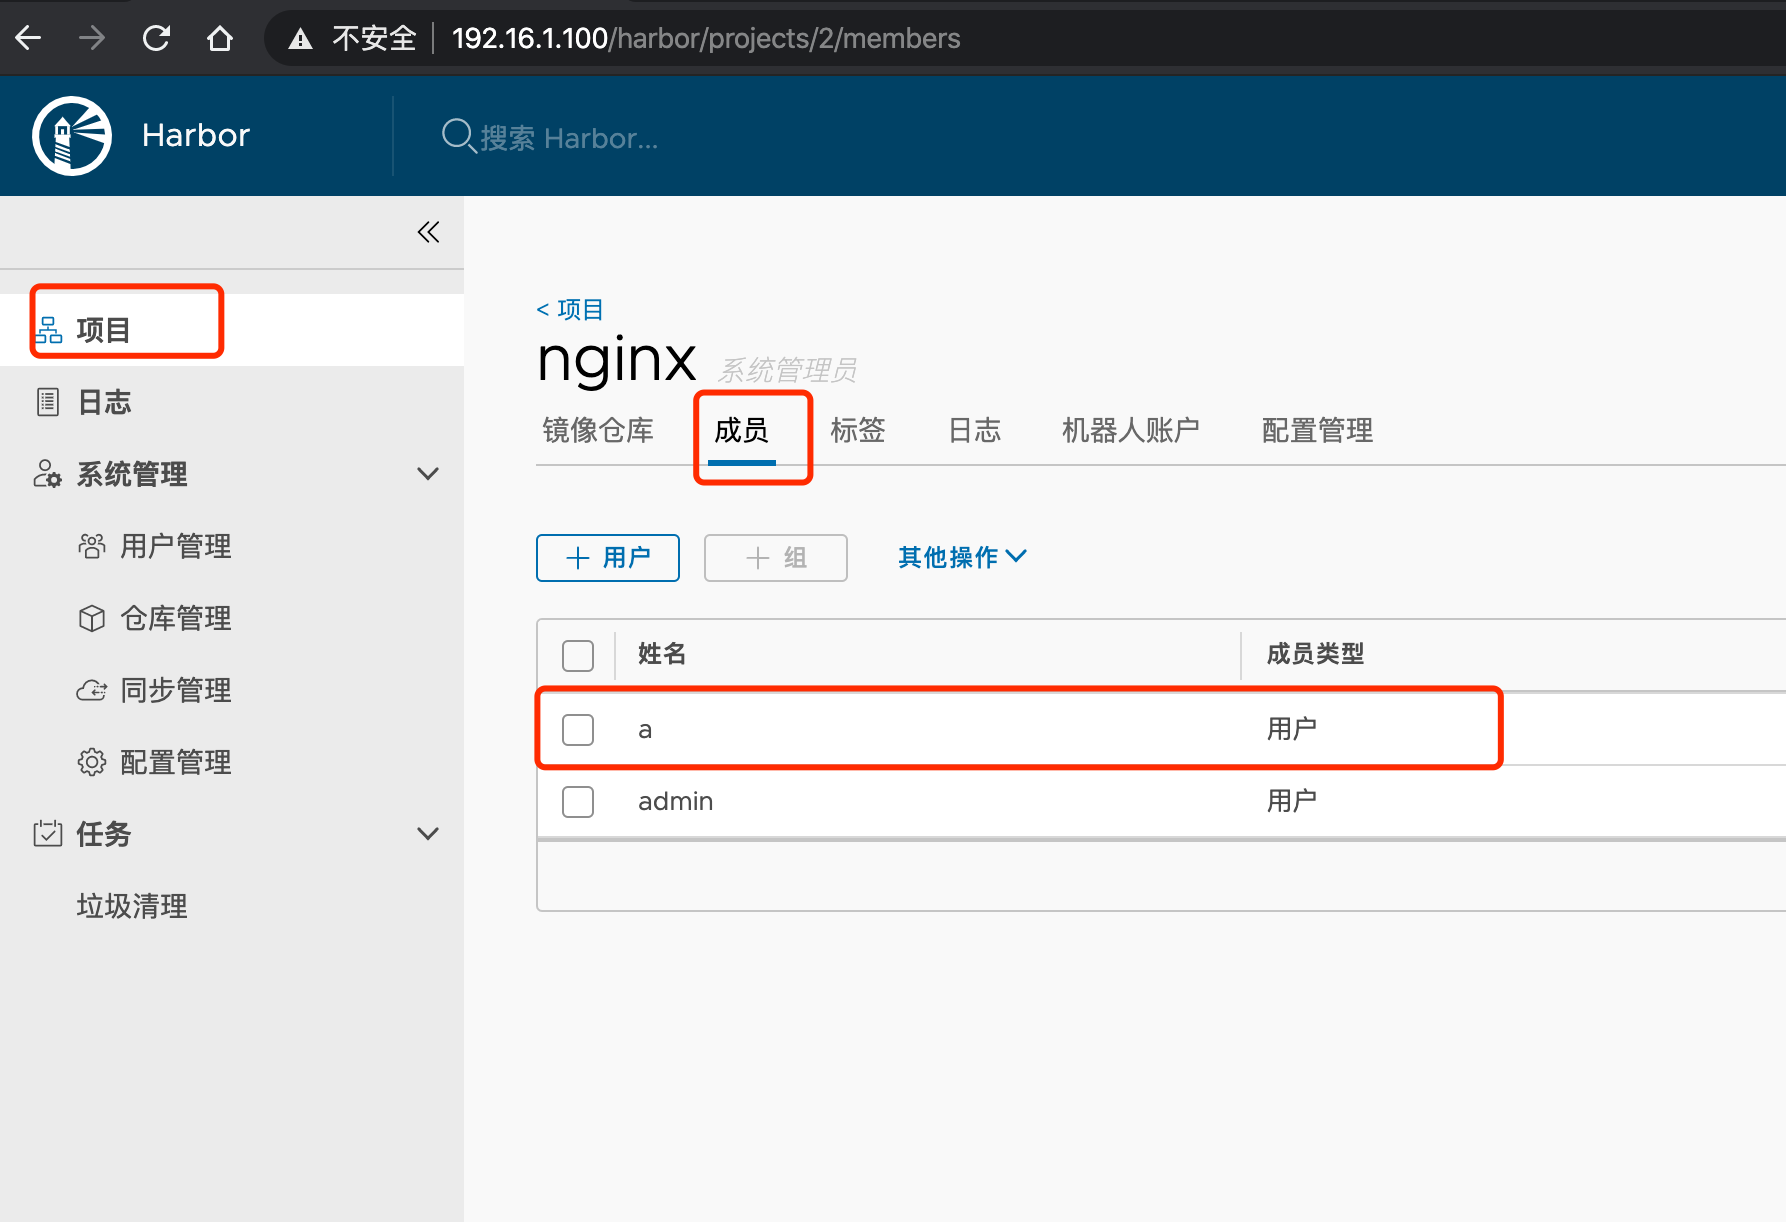 不安全 192.16.1.100/harbor/projects/2/members
Harbor
搜索 Harbor...
项目
日志
系统管理
用户管理
仓库管理
同步管理
配置管理
任务
垃圾清理
< 项目
nginx 系统管理员
镜像仓库 成员 标签 日志 机器人账户 配置管理
+ 用户 + 组 其他操作
姓名 成员类型
a 用户
admin 用户